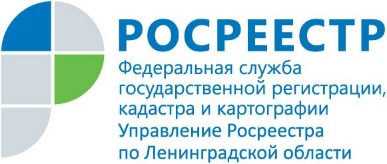 РОСРЕЕСТР
Федеральная служба
государственной регистрации,
кадастра и картографии
Управление Росреестра
по Ленинградской области